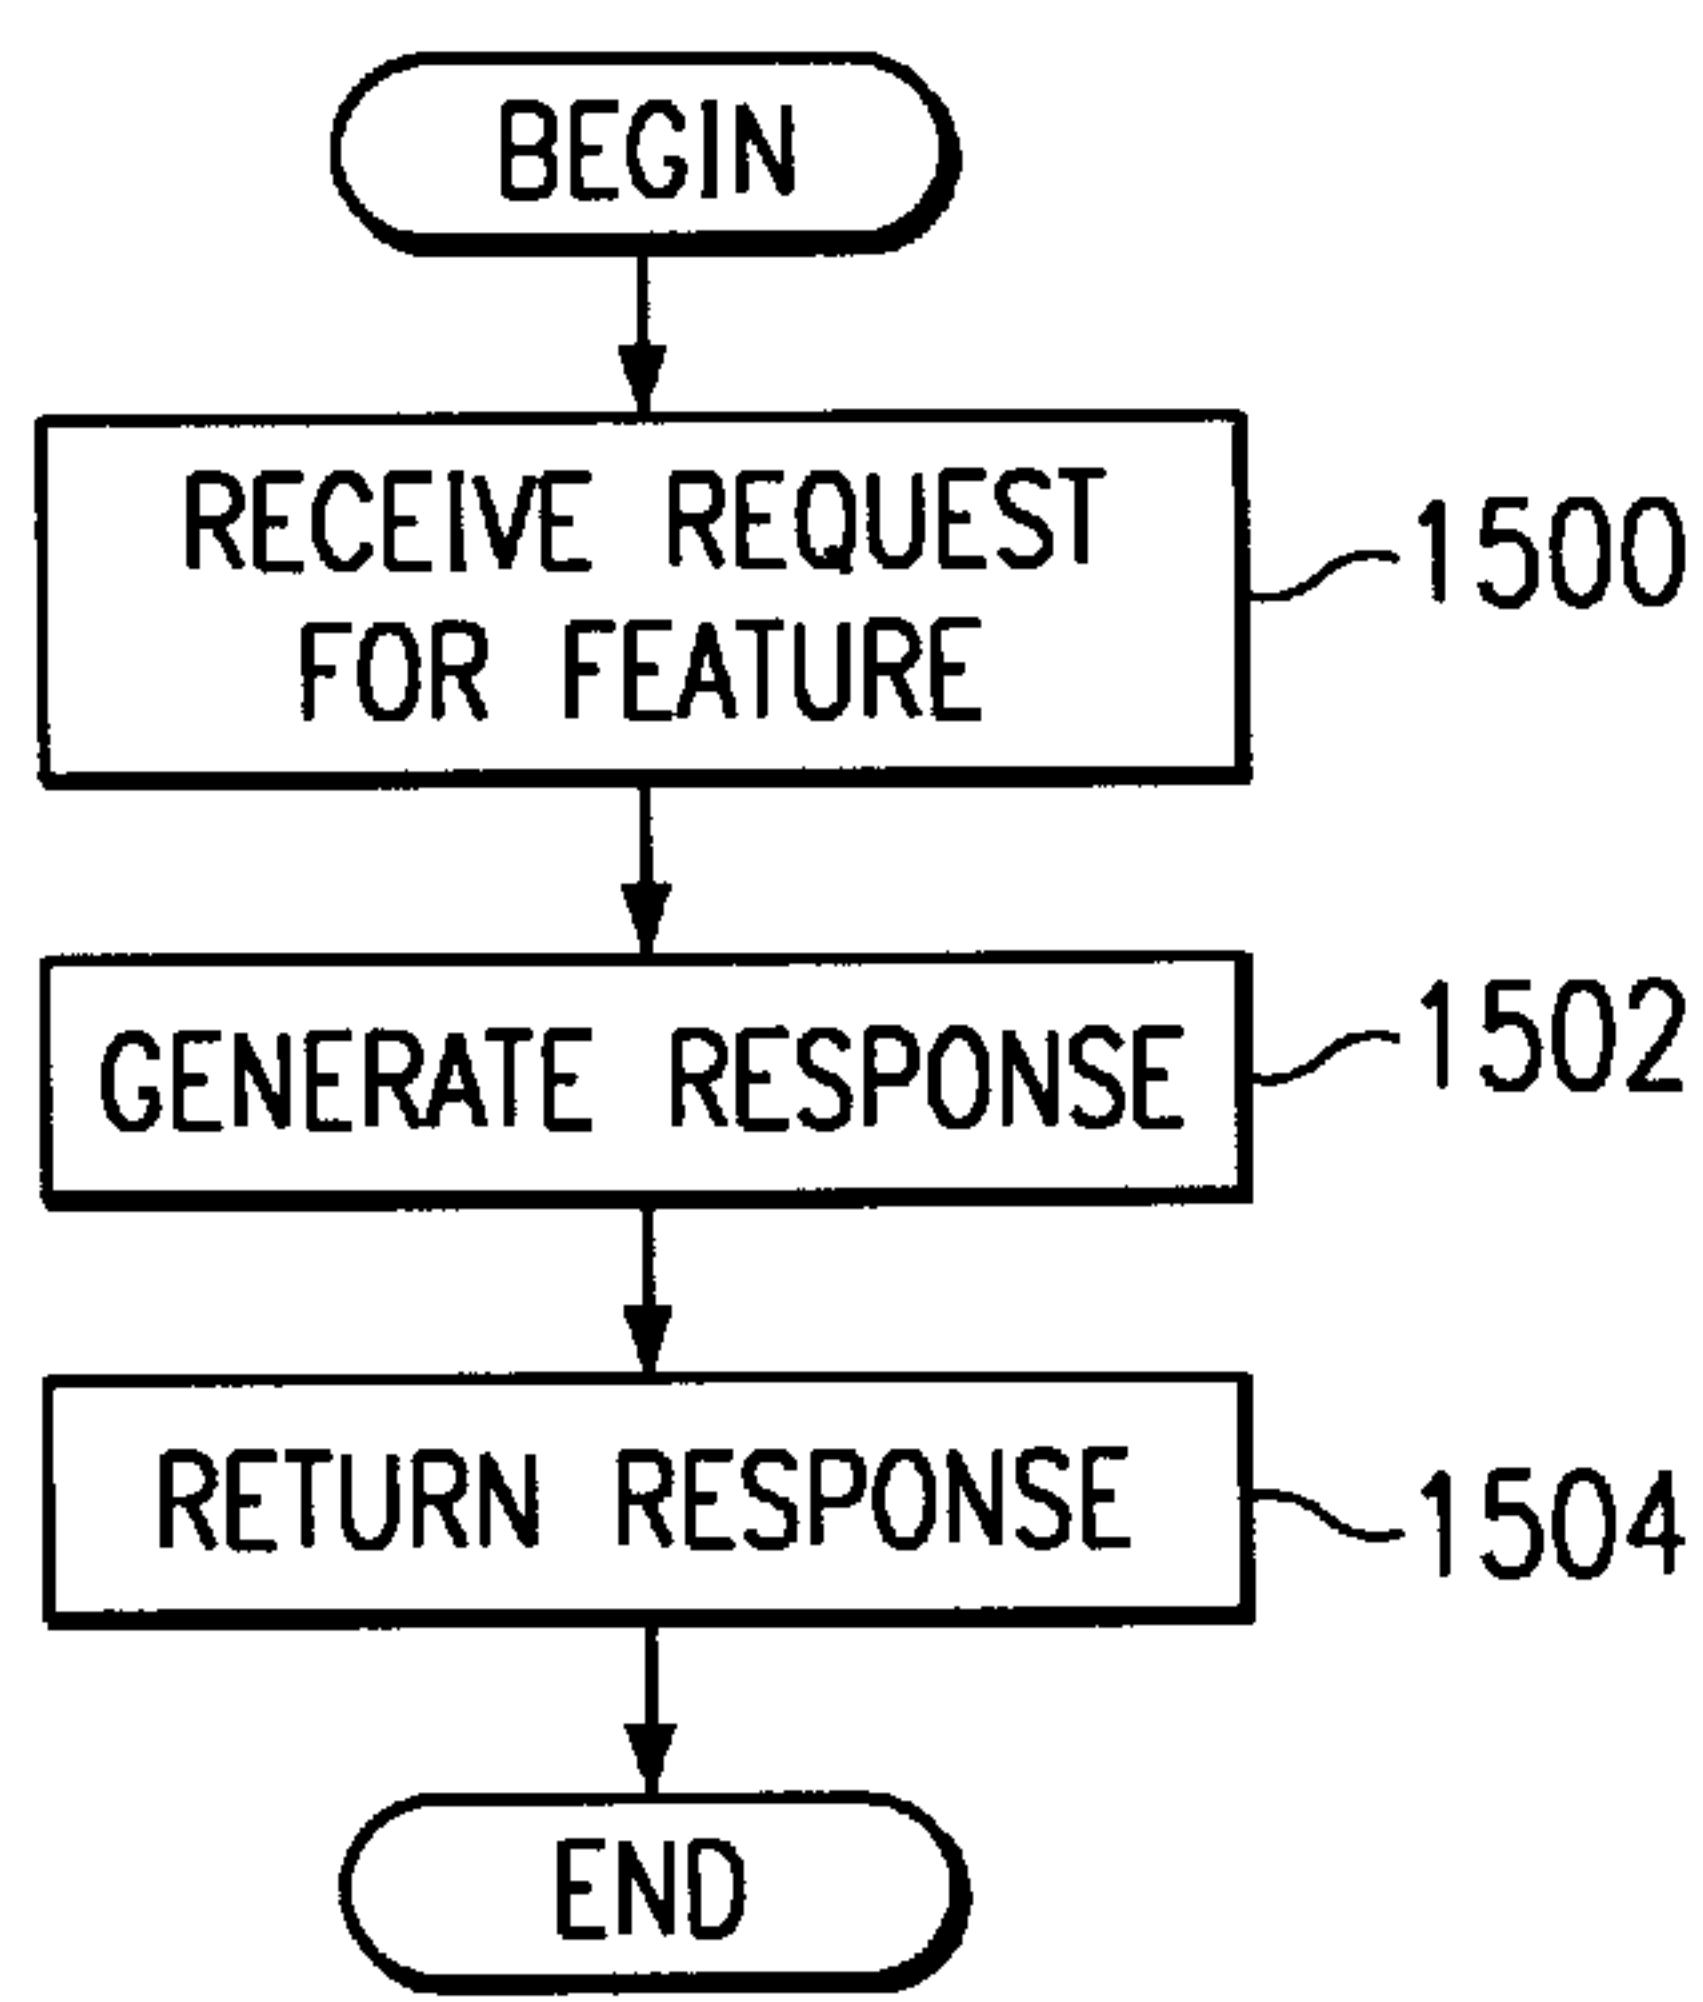 BEGIN
RECEIVE REQUEST
FOR FEATURE
1500
GENERATE RESPONSE
1502
RETURN RESPONSE
1504
END